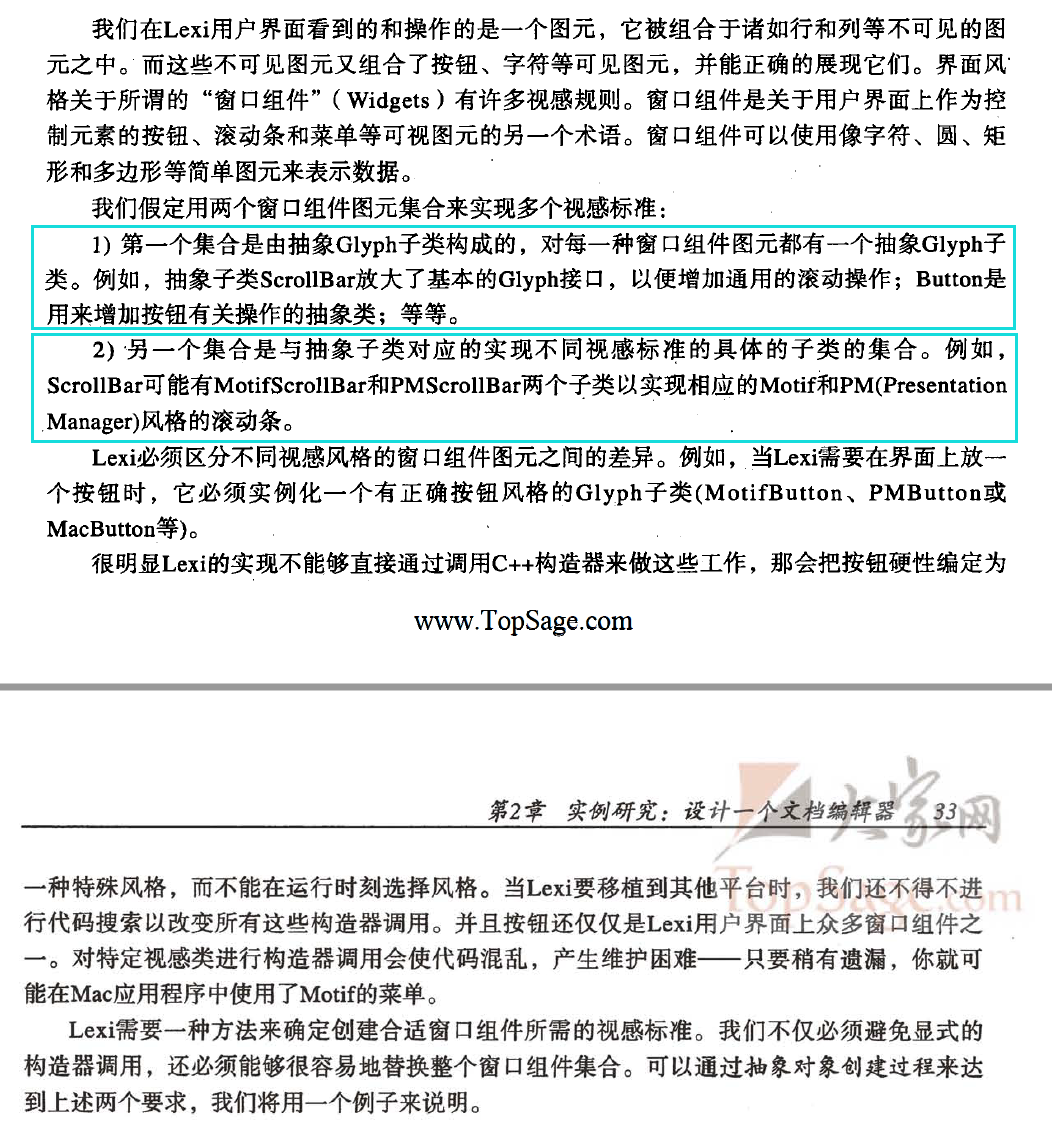 我们在Lexi用户界面看到的和操作的是一个图元，它被组合于诸如行和列等不可见的图
元之中。而这些不可见图元又组合了按钮、字符等可见图元，并能正确的展现它们。界面风
格关于所谓的“窗口组件”（Widgets）有许多视感规则。窗口组件是关于用户界面上作为控
制元素的按钮、滚动条和菜单等可视图元的另一个术语。窗口组件可以使用像字符、圆、矩
形和多边形等简单图元来表示数据。
我们假定用两个窗口组件图元集合来实现多个视感标准：
1) 第一个集合是由抽象Glyph子类构成的，对每一种窗口组件图元都有一个抽象Glyph子
类。例如，抽象子类ScrollBar放大了基本的Glyph接口，以便增加通用的滚动操作；Button是
用来增加按钮有关操作的抽象类；等等。
2) 另一个集合是与抽象子类对应的实现不同视感标准的具体的子类的集合。例如，
ScrollBar可能有MotifScrollBar和PMScrollBar两个子类以实现相应的Motif和PM(Presentation
Manager)风格的滚动条。
Lexi必须区分不同视感风格的窗口组件图元之间的差异。例如，当Lexi需要在界面上放一
个按钮时，它必须实例化一个有正确按钮风格的Glyph子类(MotifButton、PMButton或
MacButton等)。
很明显Lexi的实现不能够直接通过调用C++构造器来做这些工作，那会把按钮硬性编定为
www.TopSage.com
第2章 实例研究：设计一个文档编辑器 33
大家网
TopSage.com
一种特殊风格，而不能在运行时刻选择风格。当Lexi要移植到其他平台时，我们还不得不进
行代码搜索以改变所有这些构造器调用。并且按钮还仅仅是Lexi用户界面上众多窗口组件之
一。对特定视感类进行构造器调用会使代码混乱，产生维护困难——只要稍有遗漏，你就可
能在Mac应用程序中使用了Motif的菜单。
Lexi需要一种方法来确定创建合适窗口组件所需的视感标准。我们不仅必须避免显式的
构造器调用，还必须能够很容易地替换整个窗口组件集合。可以通过抽象对象创建过程来达
到上述两个要求，我们将用一个例子来说明。